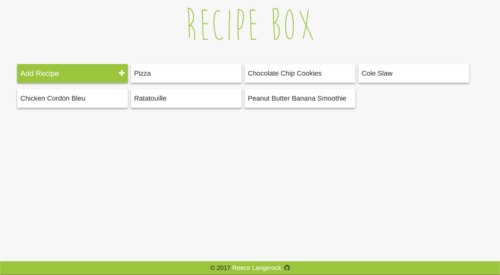 RECIPE BOX
Add Recipe
Pizza
Chocolate Chip Cookies
Cole Slaw
Chicken Cordon Bleu
Ratatouille
Peanut Butter Banana Smoothie
© 2017 Reece Langerock